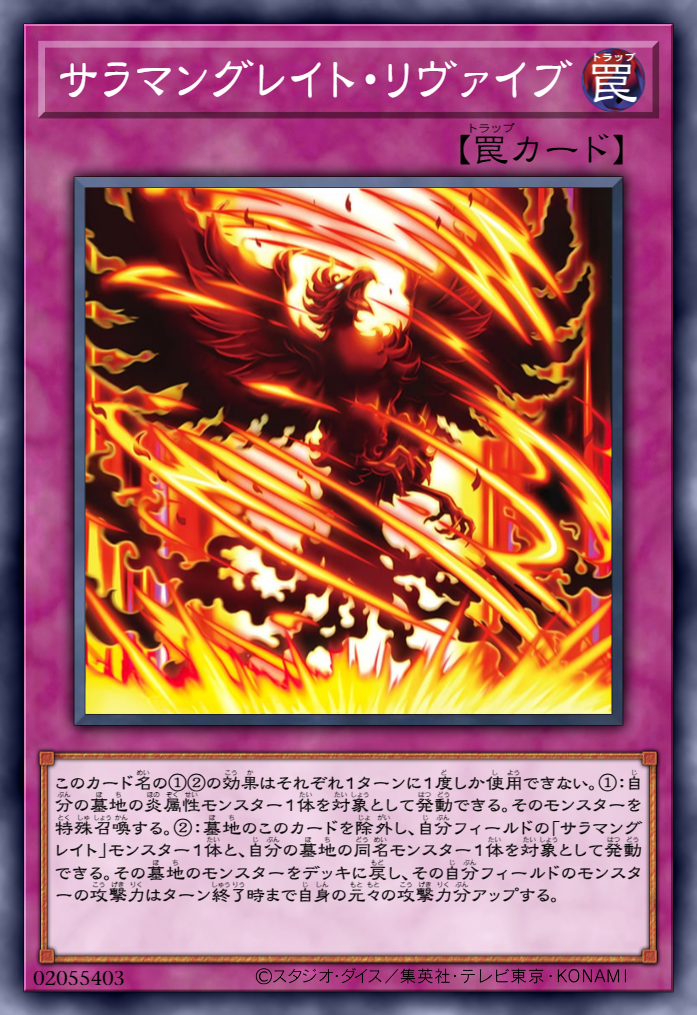 サラマングレイト・リヴァイブ
トラップ
罠
トラップ
【罠カード】
このカード名の①②の効果はそれぞれ1ターンに1度しか使用できない。①:自
分の墓地の炎属性モンスター1体を対象として発動できる。そのモンスターを
特殊召喚する。②:墓地のこのカードを除外し、自分フィールドの「サラマング
レイト」モンスター1体と、自分の墓地の同名モンスター1体を対象として発動
できる。その墓地のモンスターをデッキに戻し、その自分フィールドのモンスタ
ーの攻撃力はターン終了時まで自身の元々の攻撃力分アップする。
02055403
©スタジオ・ダイス/集英社・テレビ東京・KONAMI